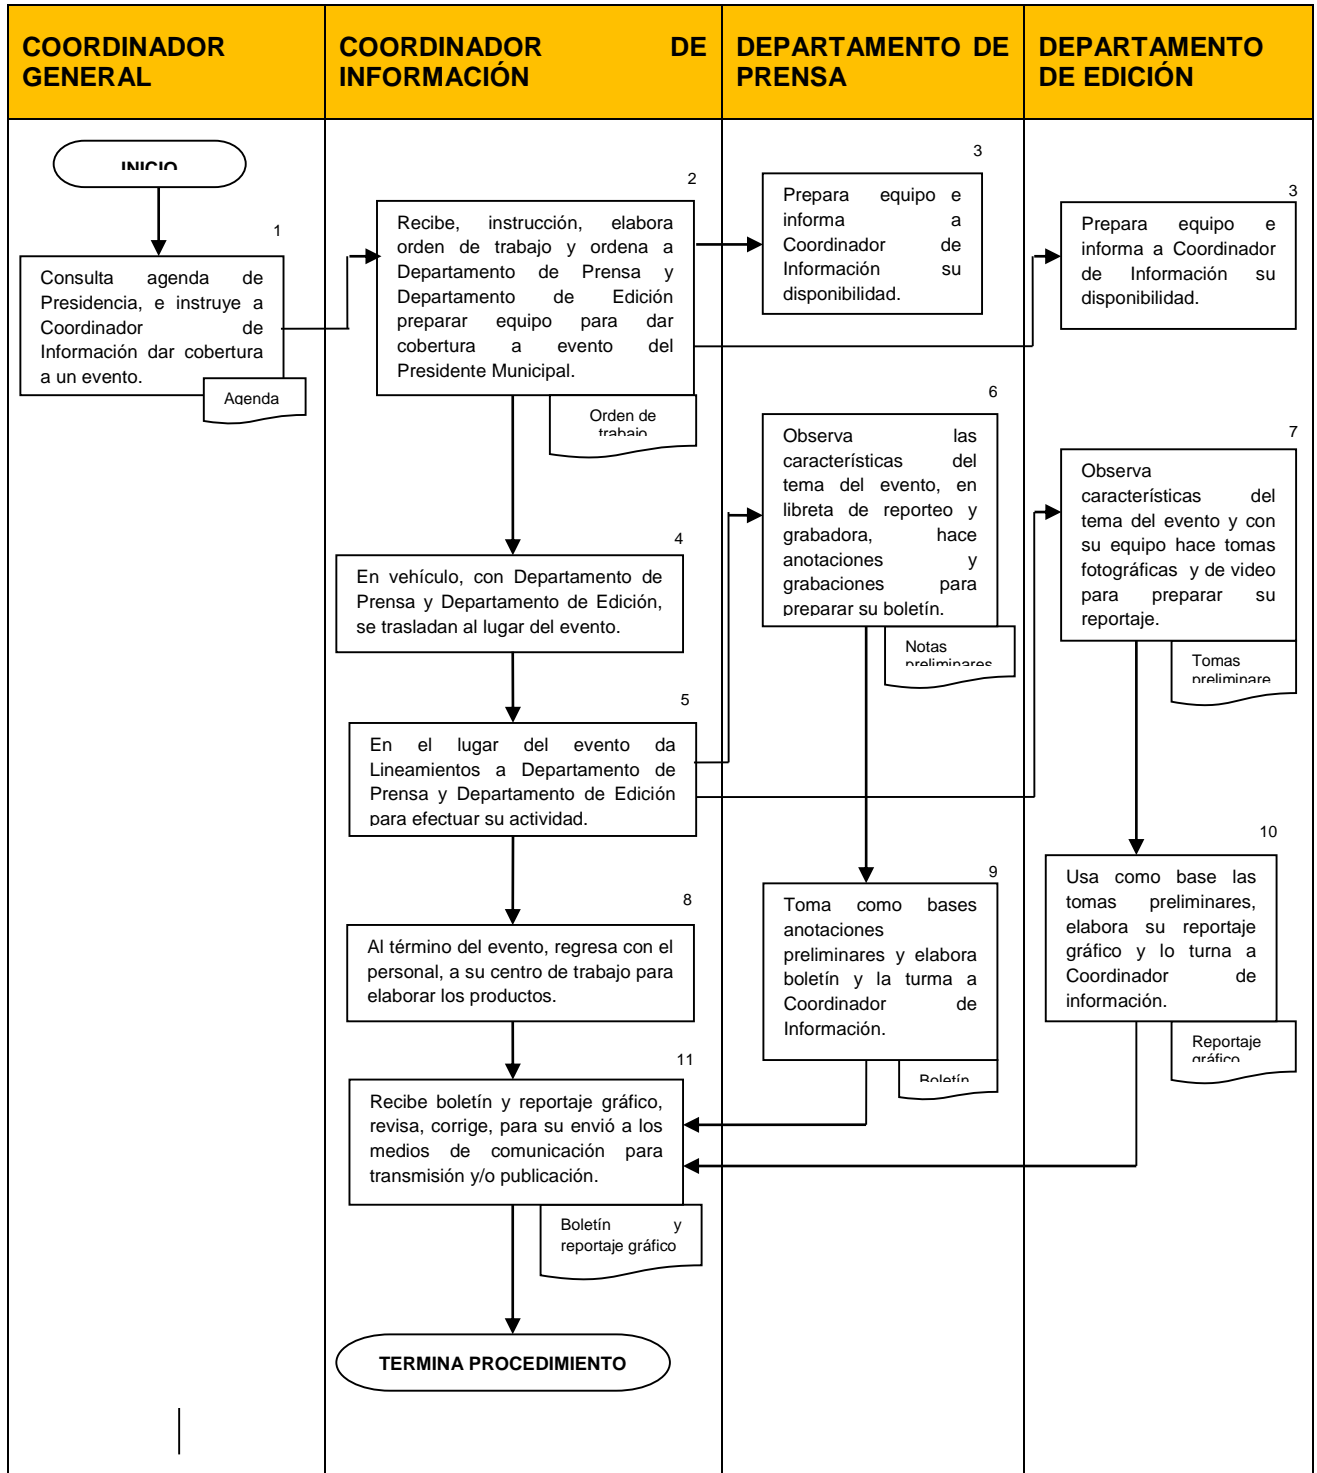 COORDINADOR
GENERAL
COORDINADOR DE
INFORMACIÓN
DEPARTAMENTO DE
PRENSA
DEPARTAMENTO
DE EDICIÓN
INICIO
1
Consulta agenda de
Presidencia, e instruye a
Coordinador de
Información dar cobertura
a un evento.
Agenda
2
Recibe, instrucción, elabora
orden de trabajo y ordena a
Departamento de Prensa y
Departamento de Edición
preparar equipo para dar
cobertura a evento del
Presidente Municipal.
Orden de
trabajo
3
Prepara equipo e
informa a
Coordinador de
Información su
disponibilidad.
3
Prepara equipo e
informa a Coordinador
de Información su
disponibilidad.
4
En vehículo, con Departamento de
Prensa y Departamento de Edición,
se trasladan al lugar del evento.
5
En el lugar del evento da
Lineamientos a Departamento de
Prensa y Departamento de Edición
para efectuar su actividad.
6
Observa las
características del
tema del evento, en
libreta de reporteo y
grabadora, hace
anotaciones y
grabaciones para
preparar su boletín.
Notas
preliminares
7
Observa
características del
tema del evento y con
su equipo hace tomas
fotográficas y de video
para preparar su
reportaje.
Tomas
preliminare
8
Al término del evento, regresa con el
personal, a su centro de trabajo para
elaborar los productos.
9
Toma como bases
anotaciones
preliminares y elabora
boletín y la turma a
Coordinador de
Información.
Boletín
10
Usa como base las
tomas preliminares,
elabora su reportaje
gráfico y lo turna a
Coordinador de
información.
Reportaje
gráfico
11
Recibe boletín y reportaje gráfico,
revisa, corrige, para su envió a los
medios de comunicación para
transmisión y/o publicación.
Boletín y
reportaje gráfico
TERMINA PROCEDIMIENTO